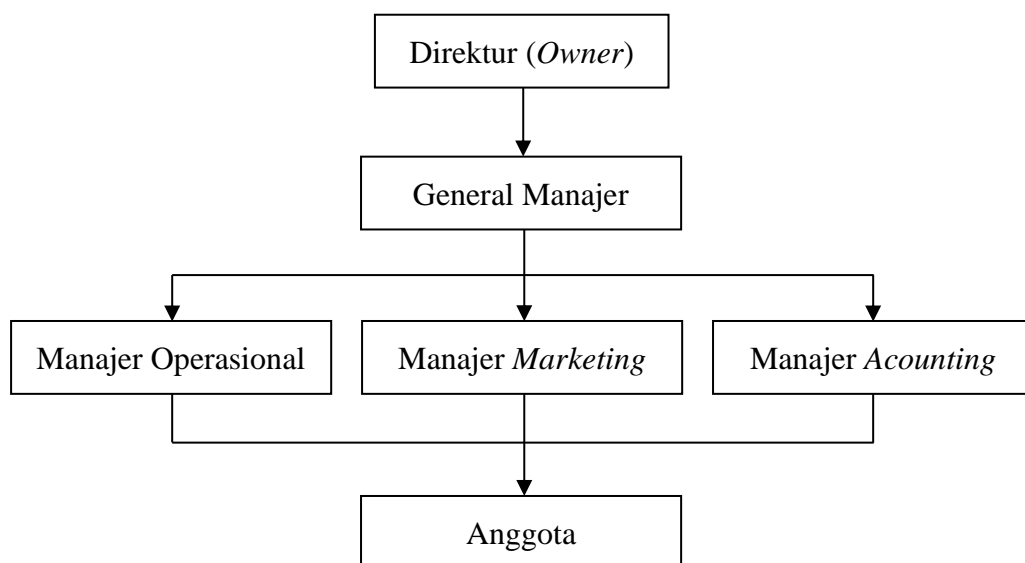 Direktur (Owner)
General Manajer
Manajer Operasional
Manajer Marketing
Manajer Acounting
Anggota